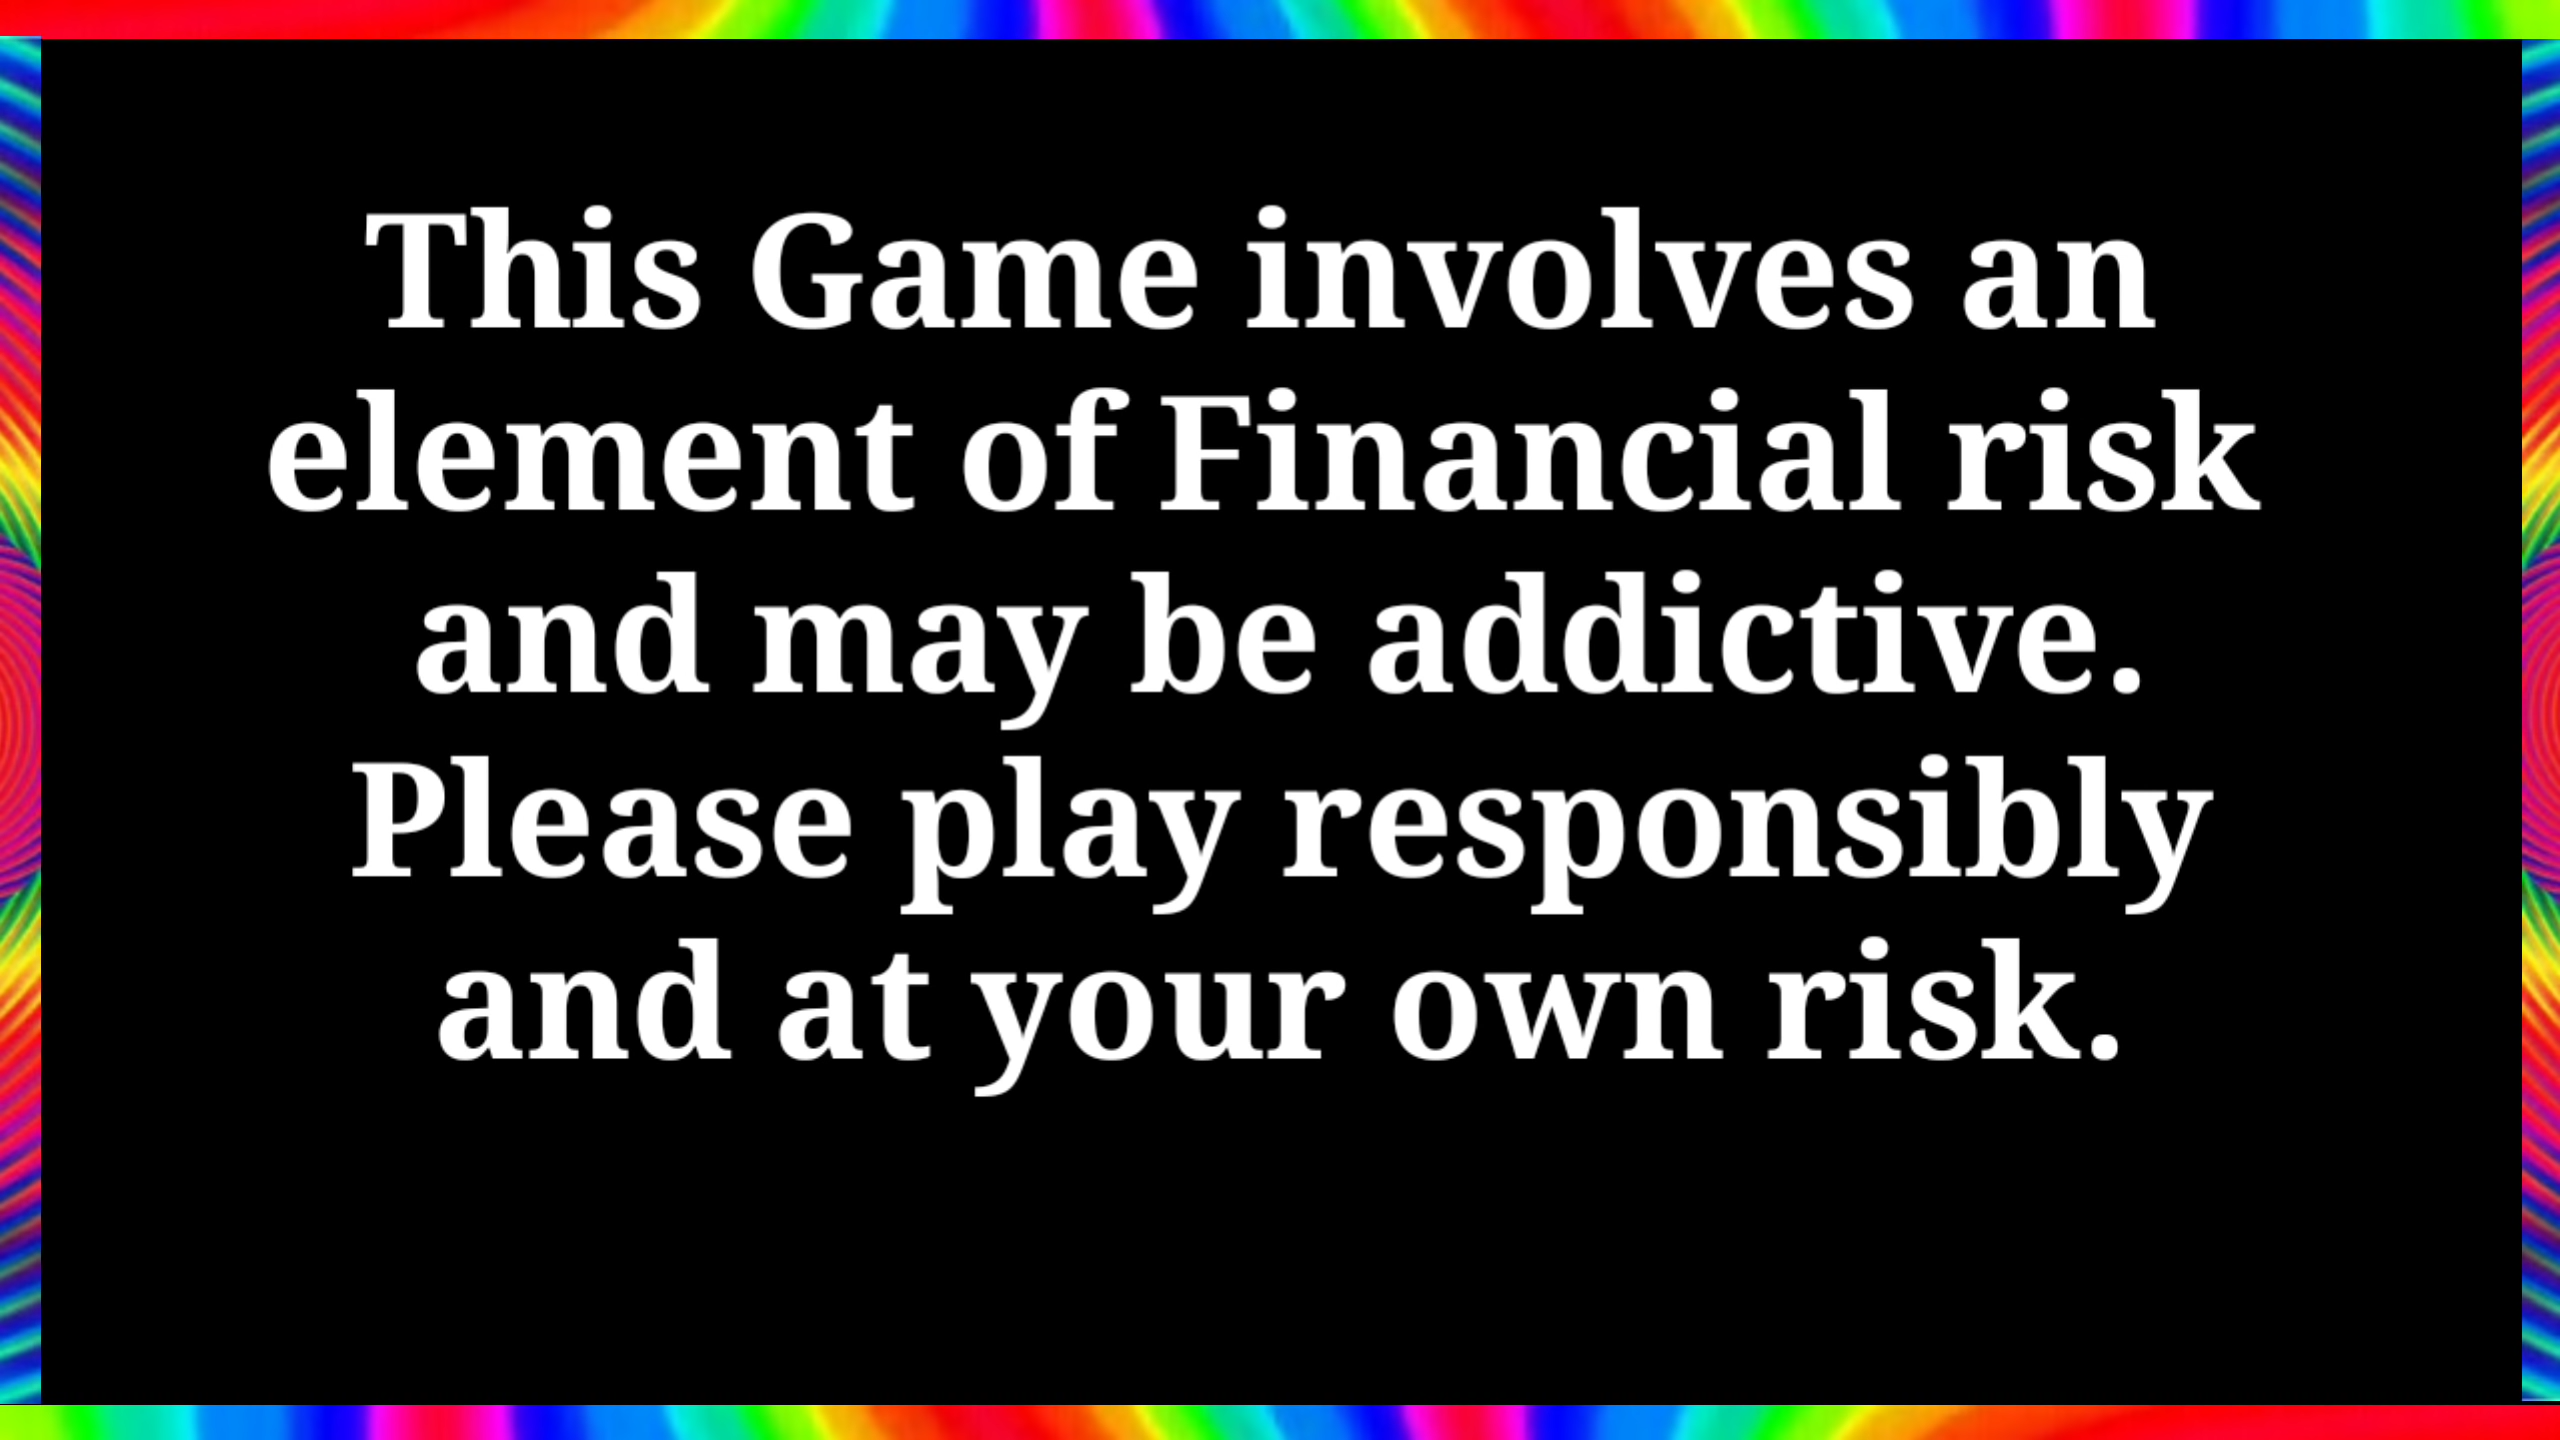 This Game involves an
element of Financial risk
and may be addictive.
Please play responsibly
and at your own risk.